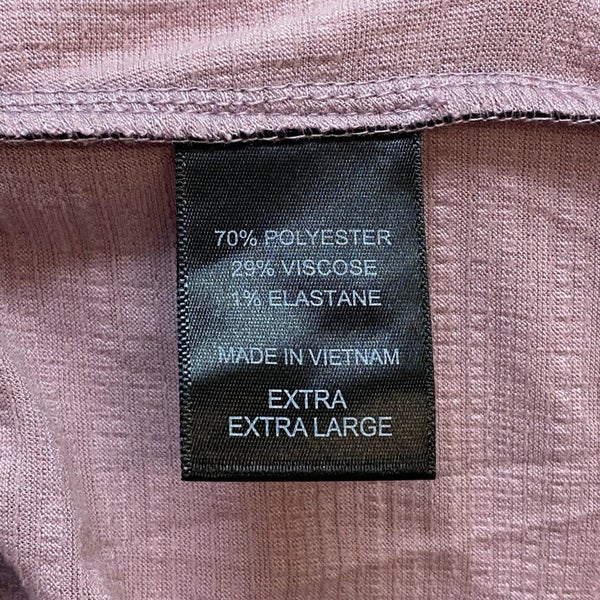 70% POLYESTER
29% VISCOSE
1% ELASTANE
MADE IN VIETNAM
EXTRA
EXTRA LARGE